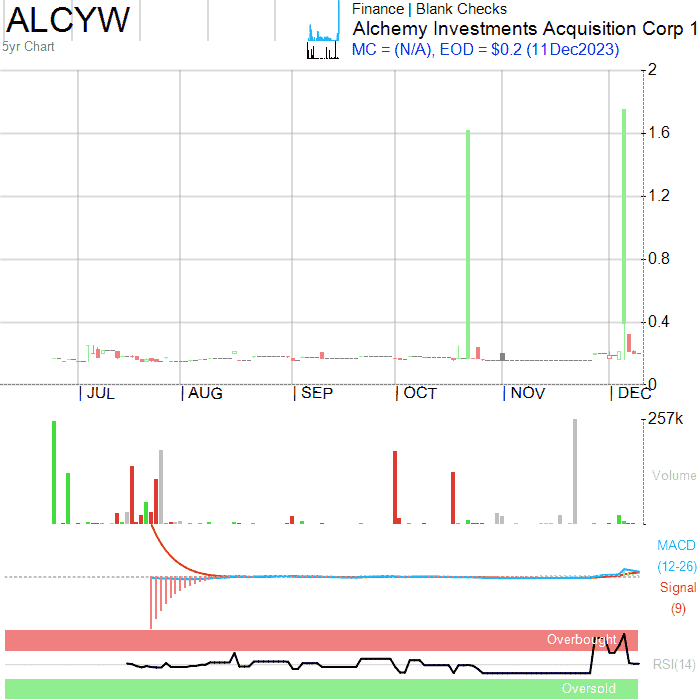 ALCYW
5yr Chart
Finance | Blank Checks
Alchemy Investments Acquisition Corp 1
MC = (N/A), EOD = $0.2 (11Dec2023)
2
1.6
1.2
0.8
0.4
0
JUL AUG SEP OCT NOV DEC
257k
Volume
MACD
(12-26)
Signal
(9)
Overbought
RSI(14)
Oversold